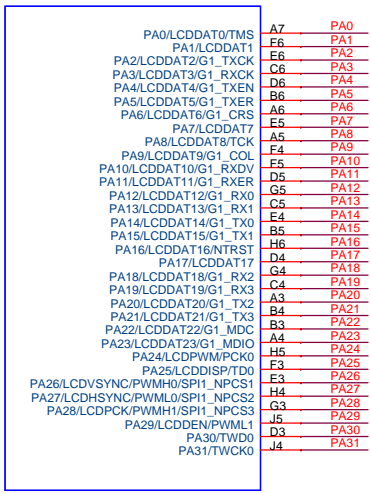 PA0/LCDDAT0/TMS A7 PA0
PA1/LCDDAT1 F6 PA1
PA2/LCDDAT2/G1_TXCK E6 PA2
PA3/LCDDAT3/G1_RXCK C6 PA3
PA4/LCDDAT4/G1_TXEN D6 PA4
PA5/LCDDAT5/G1_TXER B6 PA5
PA6/LCDDAT6/G1_CRS A6 PA6
PA7/LCDDAT7 E5 PA7
PA8/LCDDAT8/TCK A5 PA8
PA9/LCDDAT9/G1_COL F4 PA9
PA10/LCDDAT10/G1_RXDV F5 PA10
PA11/LCDDAT11/G1_RXER D5 PA11
PA12/LCDDAT12/G1_RX0 G5 PA12
PA13/LCDDAT13/G1_RX1 C5 PA13
PA14/LCDDAT14/G1_TX0 E4 PA14
PA15/LCDDAT15/G1_TX1 B5 PA15
PA16/LCDDAT16/NTRST H6 PA16
PA17/LCDDAT17 D4 PA17
PA18/LCDDAT18/G1_RX2 G4 PA18
PA19/LCDDAT19/G1_RX3 C4 PA19
PA20/LCDDAT20/G1_TX2 A3 PA20
PA21/LCDDAT21/G1_TX3 B4 PA21
PA22/LCDDAT22/G1_MDC B3 PA22
PA23/LCDDAT23/G1_MDIO A4 PA23
PA24/LCDPWM/PCK0 H5 PA24
PA25/LCDDISP/TD0 F3 PA25
PA26/LCDVSYNC/PWMH0/SPI1_NPCS1 E3 PA26
PA27/LCDHSYNC/PWML0/SPI1_NPCS2 H4 PA27
PA28/LCDPCK/PWMH1/SPI1_NPCS3 G3 PA28
PA29/LCDDEN/PWML1 J5 PA29
PA30/TWD0 D3 PA30
PA31/TWCK0 J4 PA31